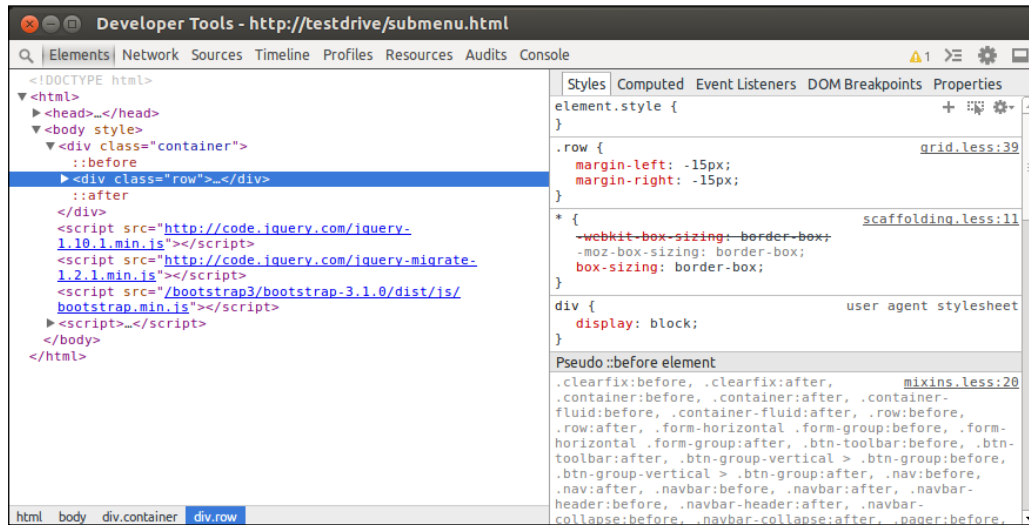 Developer Tools - http://testdrive/submenu.html
Elements Network Sources Timeline Profiles Resources Audits Console 1
<!DOCTYPE html>
▼<html>
▶<head>…</head>
▼<body style>
▼<div class="container">
::before
▶<div class="row">…</div>
::after
</div>
<script src="http://code.jquery.com/jquery-
1.10.1.min.js"></script>
<script src="http://code.jquery.com/jquery-migrate-
1.2.1.min.js"></script>
<script src="/bootstrap3/bootstrap-3.1.0/dist/js/
bootstrap.min.js"></script>
▶<script>…</script>
</body>
</html>
html body div.container div.row
Styles Computed Event Listeners DOM Breakpoints Properties
element.style {
}
.row { grid.less:39
margin-left: -15px;
margin-right: -15px;
}
* { scaffolding.less:11
-webkit-box-sizing: border-box;
-moz-box-sizing: border-box;
box-sizing: border-box;
}
div { user agent stylesheet
display: block;
}
Pseudo ::before element
.clearfix:before, .clearfix:after, mixins.less:20
.container:before, .container:after, .container-
fluid:before, .container-fluid:after, .row:before,
.row:after, .form-horizontal .form-group:before, .form-
horizontal .form-group:after, .btn-toolbar:before, .btn-
toolbar:after, .btn-group-vertical > .btn-group:before,
.btn-group-vertical > .btn-group:after, .nav:before,
.nav:after, .navbar:before, .navbar:after, .navbar-
header:before, .navbar-header:after, .navbar-
collapse:before, .navbar-collapse:after, .pager:before,